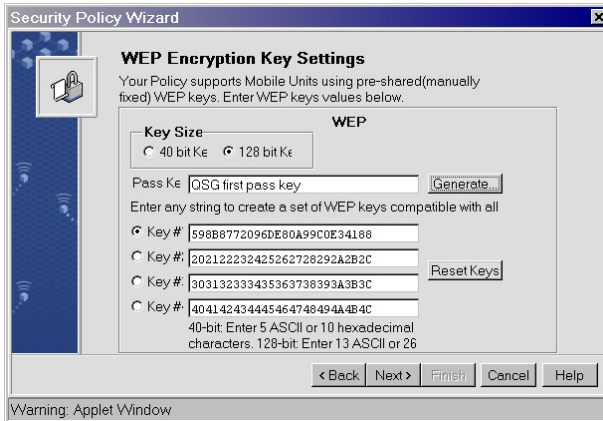 Security Policy Wizard
WEP Encryption Key Settings
Your Policy supports Mobile Units using pre-shared(manually
fixed) WEP keys. Enter WEP keys values below.
WEP
Key Size
40 bit Ke 128 bit Ke
Pass Ke QSG first pass key Generate...
Enter any string to create a set of WEP keys compatible with all
Key #: 598B8772096DE80A99C0E34188
Key #: 202122232425262728292A2B2C
Key #: 303132333435363738393A3B3C
Key #: 404142434445464748494A4B4C
Reset Keys
40-bit: Enter 5 ASCII or 10 hexadecimal
characters. 128-bit: Enter 13 ASCII or 26
< Back Next > Finish Cancel Help
Warning: Applet Window